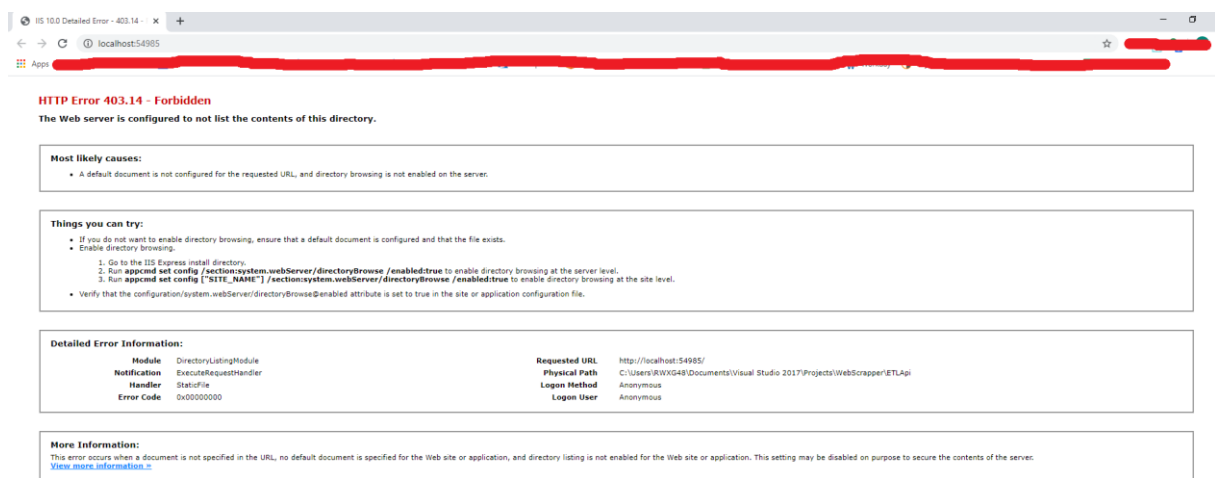 IIS 10.0 Detailed Error - 403.14 -
localhost:54985
Apps
HTTP Error 403.14 - Forbidden
The Web server is configured to not list the contents of this directory.
Most likely causes:
• A default document is not configured for the requested URL, and directory browsing is not enabled on the server.
Things you can try:
• If you do not want to enable directory browsing, ensure that a default document is configured and that the file exists.
• Enable directory browsing.
1. Go to the IIS Express install directory.
2. Run appcmd set config /section:system.webServer/directoryBrowse /enabled:true to enable directory browsing at the server level.
3. Run appcmd set config ["SITE_NAME"] /section:system.webServer/directoryBrowse /enabled:true to enable directory browsing at the site level.
• Verify that the configuration/system.webServer/directoryBrowse@enabled attribute is set to true in the site or application configuration file.
Detailed Error Information:
Module DirectoryListingModule
Notification ExecuteRequestHandler
Handler StaticFile
Error Code 0x00000000
Requested URL http://localhost:54985/
Physical Path C:\Users\RWXG48\Documents\Visual Studio 2017\Projects\WebScrapper\ETLApi
Logon Method Anonymous
Logon User Anonymous
More Information:
This error occurs when a document is not specified in the URL, no default document is specified for the Web site or application, and directory listing is not enabled for the Web site or application. This setting may be disabled on purpose to secure the contents of the server.
View more information »